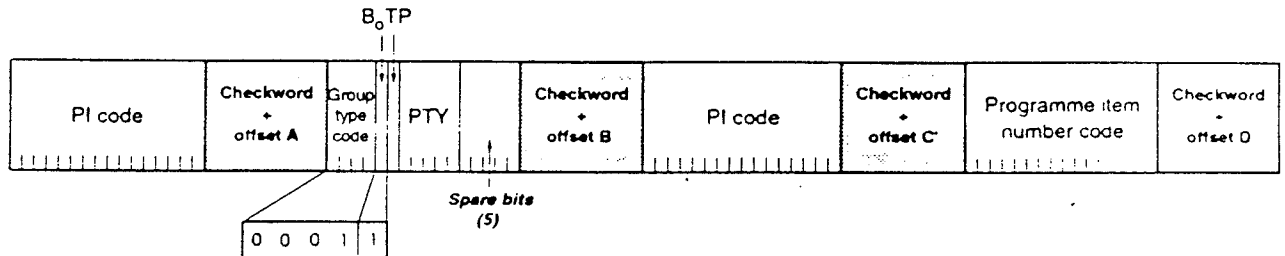 B₀TP
PI code
Checkword
+
offset A
Group
type
code
PTY
Checkword
+
offset B
PI code
Checkword
+
offset C'
Programme item
number code
Checkword
+
offset D
Spare bits
(5)
0 0 0 1 1